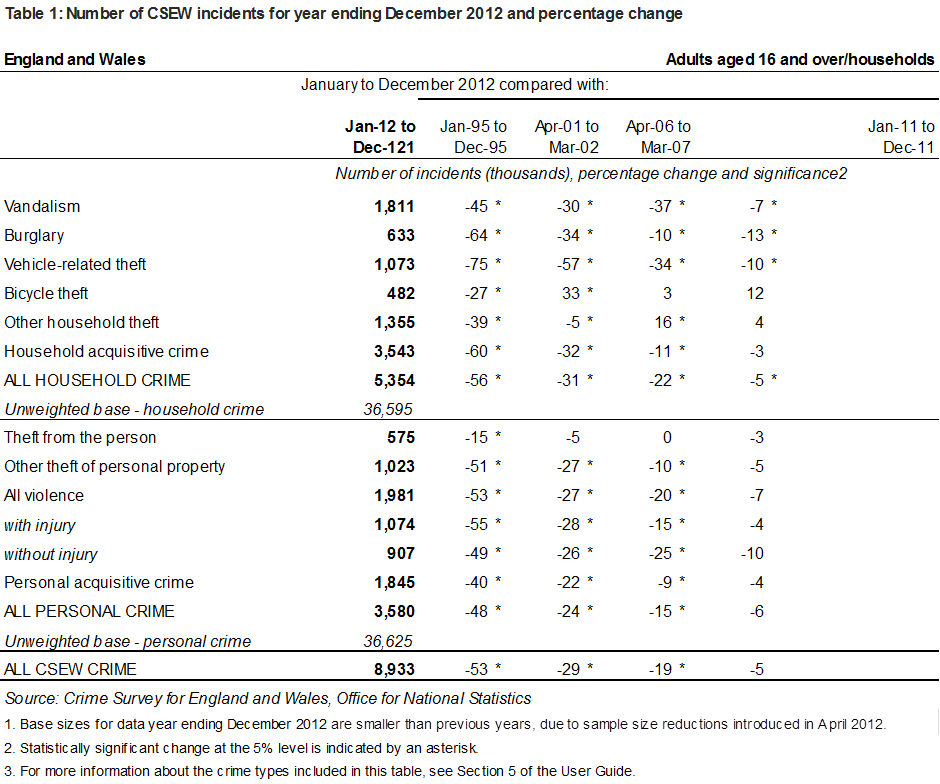 Table 1: Number of CSEW incidents for year ending December 2012 and percentage change
England and Wales Adults aged 16 and over/households
January to December 2012 compared with:
Jan-12 to Jan-95 to Apr-01 to Apr-06 to Jan-11 to
Dec-121 Dec-95 Mar-02 Mar-07 Dec-11
Number of incidents (thousands), percentage change and significance2
Vandalism 1,811 -45 * -30 * -37 * -7 *
Burglary 633 -64 * -34 * -10 * -13 *
Vehicle-related theft 1,073 -75 * -57 * -34 * -10 *
Bicycle theft 482 -27 * 33 * 3 12
Other household theft 1,355 -39 * -5 * 16 * 4
Household acquisitive crime 3,543 -60 * -32 * -11 * -3
ALL HOUSEHOLD CRIME 5,354 -56 * -31 * -22 * -5 *
Unweighted base - household crime 36,595
Theft from the person 575 -15 * -5 0 -3
Other theft of personal property 1,023 -51 * -27 * -10 * -5
All violence 1,981 -53 * -27 * -20 * -7
with injury 1,074 -55 * -28 * -15 * -4
without injury 907 -49 * -26 * -25 * -10
Personal acquisitive crime 1,845 -40 * -22 * -9 * -4
ALL PERSONAL CRIME 3,580 -48 * -24 * -15 * -6
Unweighted base - personal crime 36,625
ALL CSEW CRIME 8,933 -53 * -29 * -19 * -5
Source: Crime Survey for England and Wales, Office for National Statistics
1. Base sizes for data year ending December 2012 are smaller than previous years, due to sample size reductions introduced in April 2012.
2. Statistically significant change at the 5% level is indicated by an asterisk.
3. For more information about the crime types included in this table, see Section 5 of the User Guide.